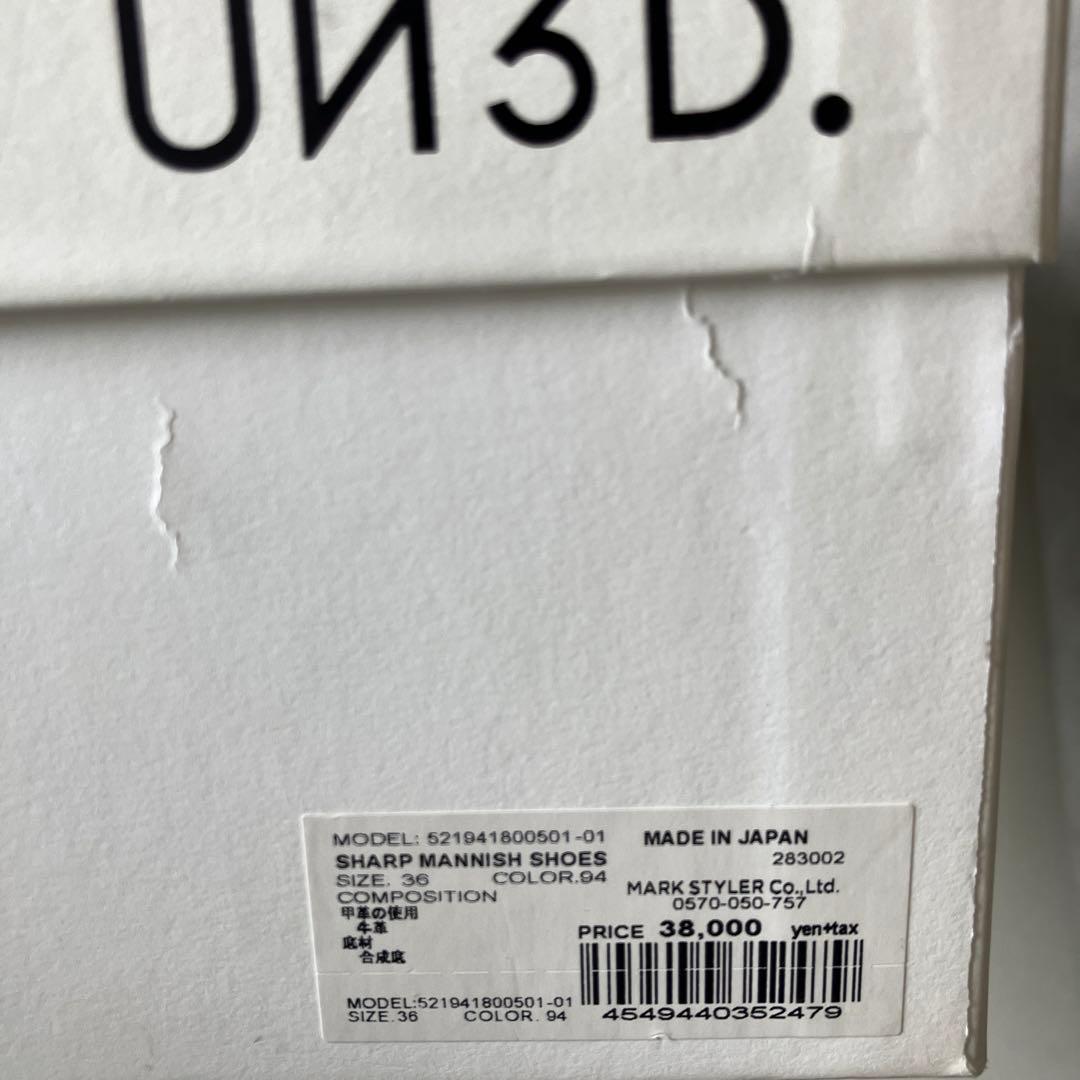 UN3D.
MODEL: 521941800501-01
SHARP MANNISH SHOES
SIZE. 36 COLOR.94
COMPOSITION
甲革の使用
牛革
底材
合成底
MADE IN JAPAN
283002
MARK STYLER Co.,Ltd.
0570-050-757
PRICE 38,000 yen+tax
MODEL:521941800501-01
SIZE.36 COLOR. 94
4549440352479